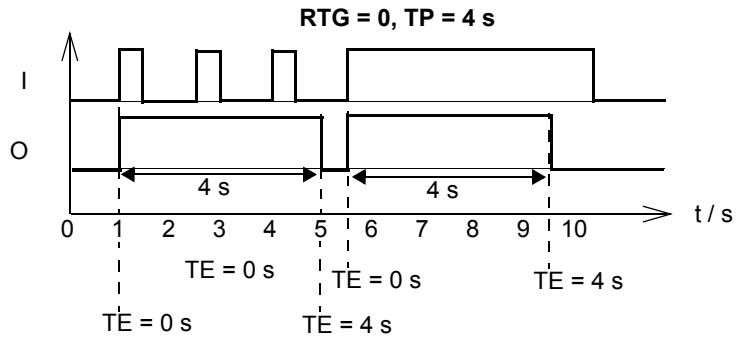 RTG = 0, TP = 4 s
I
O
4 s
4 s
t / s
0 1 2 3 4 5 6 7 8 9 10
TE = 0 s
TE = 0 s
TE = 4 s
TE = 0 s
TE = 4 s